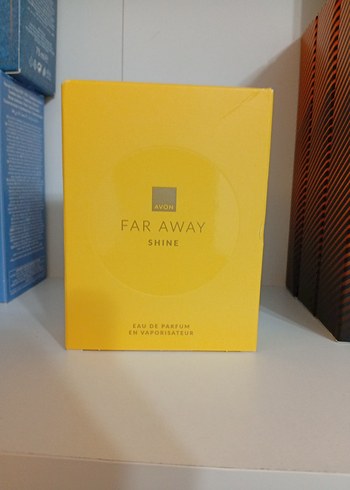 AVON
FAR AWAY
SHINE
EAU DE PARFUM
EN VAPORISATEUR